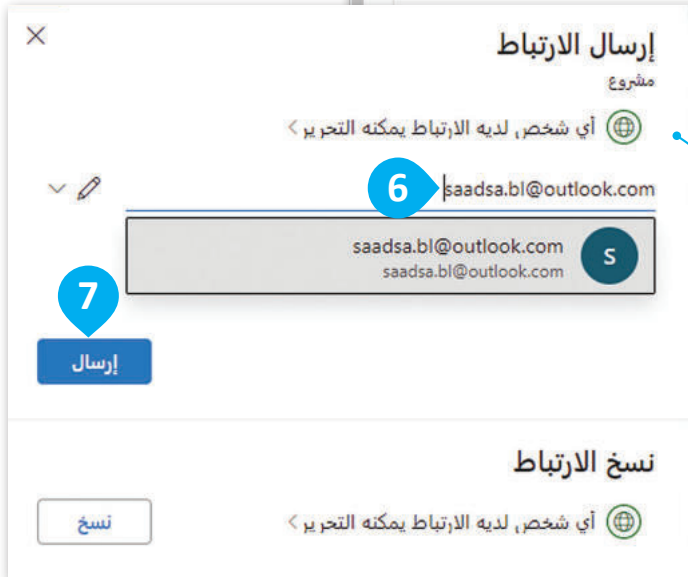 إرسال الارتباط
مشروع
أي شخص لديه الارتباط يمكنه التحرير >
6
saadsa.bl@outlook.com
S
saadsa.bl@outlook.com
saadsa.bl@outlook.com
7
إرسال
نسخ الارتباط
أي شخص لديه الارتباط يمكنه التحرير >
نسخ